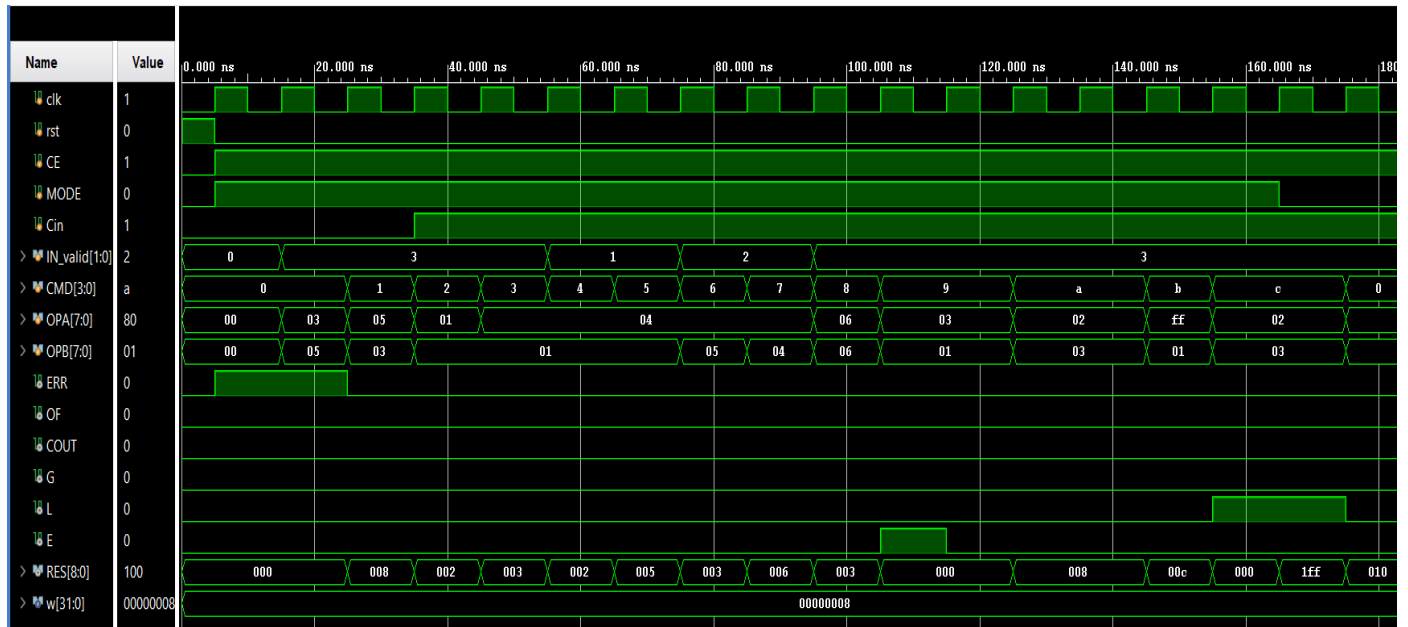 Name Value 0.000 ns 20.000 ns 40.000 ns 60.000 ns 80.000 ns 100.000 ns 120.000 ns 140.000 ns 160.000 ns 180
clk 1
rst 0
CE 1
MODE 0
Cin 1
IN_valid[1:0] 2 0 3 1 2 3
CMD[3:0] a 0 1 2 3 4 5 6 7 8 9 a b c 0
OPA[7:0] 80 00 03 05 01 04 06 03 02 ff 02
OPB[7:0] 01 00 05 03 01 05 04 06 01 03 01 03
ERR 0
OF 0
COUT 0
G 0
L 0
E 0
RES[8:0] 100 000 008 002 003 002 005 003 006 003 000 008 00c 000 1ff 010
w[31:0] 00000008 00000008